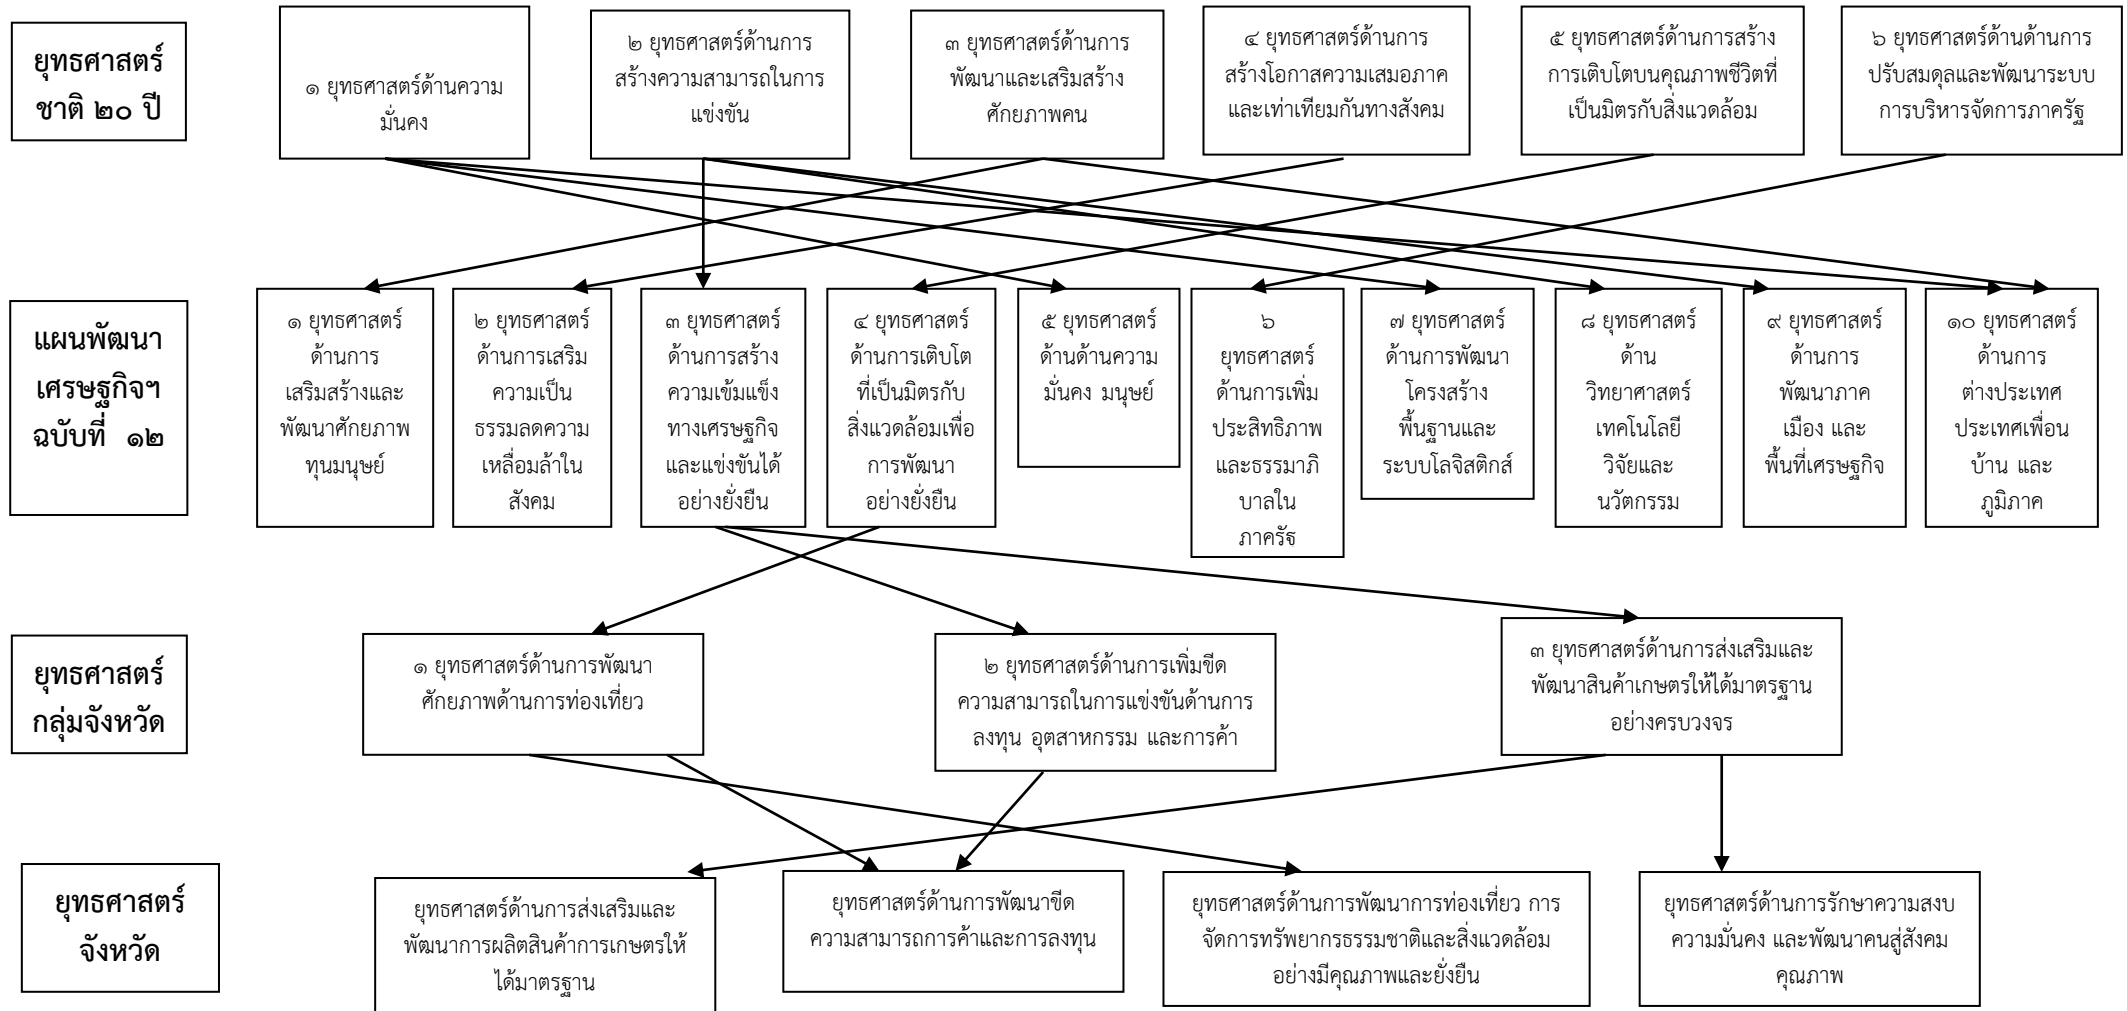 ยุทธศาสตร์
ชาติ ๒๐ ปี
๑ ยุทธศาสตร์ด้านความ
มั่นคง
๒ ยุทธศาสตร์ด้านการ
สร้างความสามารถในการ
แข่งขัน
๓ ยุทธศาสตร์ด้านการ
พัฒนาและเสริมสร้าง
ศักยภาพคน
๔ ยุทธศาสตร์ด้านการ
สร้างโอกาสความเสมอภาค
และเท่าเทียมกันทางสังคม
๕ ยุทธศาสตร์ด้านการสร้าง
การเติบโตบนคุณภาพชีวิตที่
เป็นมิตรกับสิ่งแวดล้อม
๖ ยุทธศาสตร์ด้านด้านการ
ปรับสมดุลและพัฒนาระบบ
การบริหารจัดการภาครัฐ
แผนพัฒนา
เศรษฐกิจฯ
ฉบับที่ ๑๒
๑ ยุทธศาสตร์
ด้านการ
เสริมสร้างและ
พัฒนาศักยภาพ
ทุนมนุษย์
๒ ยุทธศาสตร์
ด้านการเสริม
ความเป็น
ธรรมลดความ
เหลื่อมล้ำใน
สังคม
๓ ยุทธศาสตร์
ด้านการสร้าง
ความเข้มแข็ง
ทางเศรษฐกิจ
และแข่งขันได้
อย่างยั่งยืน
๔ ยุทธศาสตร์
ด้านการเติบโต
ที่เป็นมิตรกับ
สิ่งแวดล้อมเพื่อ
การพัฒนา
อย่างยั่งยืน
๕ ยุทธศาสตร์
ด้านด้านความ
มั่นคง มนุษย์
๖
ยุทธศาสตร์
ด้านการเพิ่ม
ประสิทธิภาพ
และธรรมาภิ
บาลใน
ภาครัฐ
๗ ยุทธศาสตร์
ด้านการพัฒนา
โครงสร้าง
พื้นฐานและ
ระบบโลจิสติกส์
๘ ยุทธศาสตร์
ด้าน
วิทยาศาสตร์
เทคโนโลยี
วิจัยและ
นวัตกรรม
๙ ยุทธศาสตร์
ด้านการ
พัฒนาภาค
เมือง และ
พื้นที่เศรษฐกิจ
๑๐ ยุทธศาสตร์
ด้านการ
ต่างประเทศ
ประเทศเพื่อน
บ้าน และ
ภูมิภาค
ยุทธศาสตร์
กลุ่มจังหวัด
๑ ยุทธศาสตร์ด้านการพัฒนา
ศักยภาพด้านการท่องเที่ยว
๒ ยุทธศาสตร์ด้านการเพิ่มขีด
ความสามารถในการแข่งขันด้านการ
ลงทุน อุตสาหกรรม และการค้า
๓ ยุทธศาสตร์ด้านการส่งเสริมและ
พัฒนาสินค้าเกษตรให้ได้มาตรฐาน
อย่างครบวงจร
ยุทธศาสตร์
จังหวัด
ยุทธศาสตร์ด้านการส่งเสริมและ
พัฒนาการผลิตสินค้าการเกษตรให้
ได้มาตรฐาน
ยุทธศาสตร์ด้านการพัฒนาขีด
ความสามารถการค้าและการลงทุน
ยุทธศาสตร์ด้านการพัฒนาการท่องเที่ยว การ
จัดการทรัพยากรธรรมชาติและสิ่งแวดล้อม
อย่างมีคุณภาพและยั่งยืน
ยุทธศาสตร์ด้านการรักษาความสงบ
ความมั่นคง และพัฒนาคนสู่สังคม
คุณภาพ